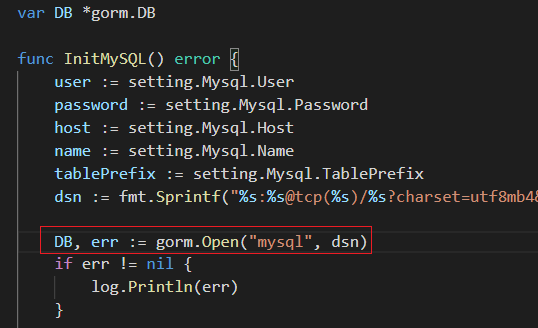 var DB *gorm.DB
func InitMySQL() error {
user := setting.Mysql.User
password := setting.Mysql.Password
host := setting.Mysql.Host
name := setting.Mysql.Name
tablePrefix := setting.Mysql.TablePrefix
dsn := fmt.Sprintf("%s:%s@tcp(%s)/%s?charset=utf8mb4&
DB, err := gorm.Open("mysql", dsn)
if err != nil {
log.Println(err)
}